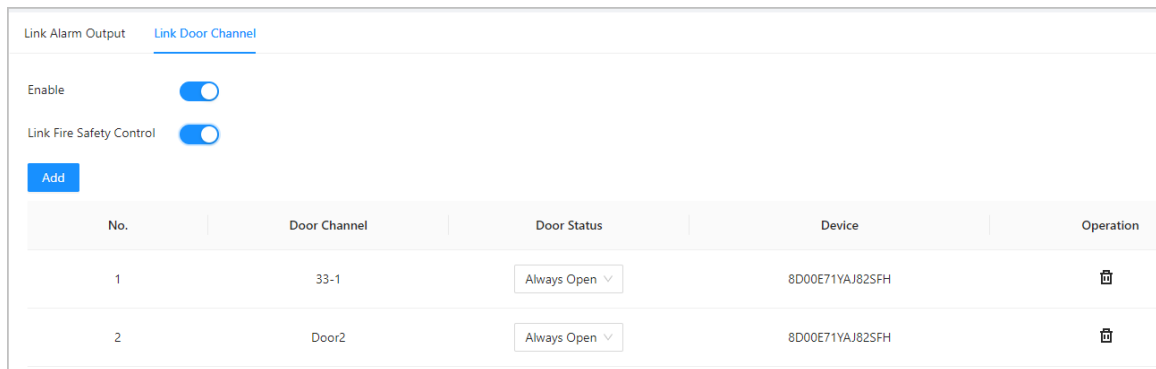 Link Alarm Output Link Door Channel
Enable
Link Fire Safety Control
Add
No. Door Channel Door Status Device Operation
1 33-1 Always Open 8D00E71YAJ82SFH
2 Door2 Always Open 8D00E71YAJ82SFH